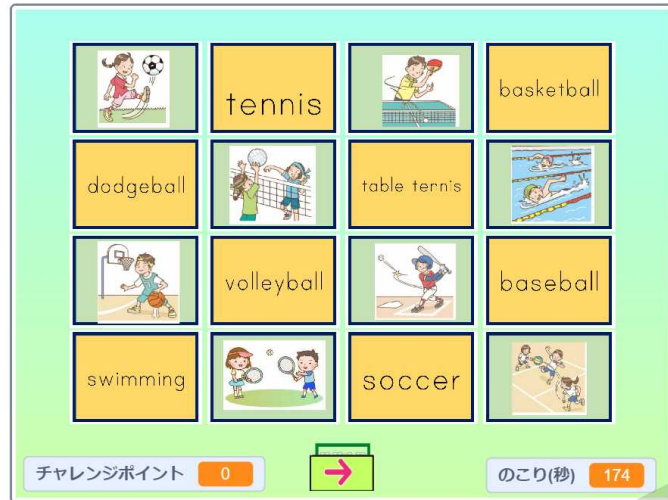 tennis
basketball
dodgeball
table tennis
volleyball
baseball
swimming
soccer
チャレンジポイント 0
のこり(秒) 174